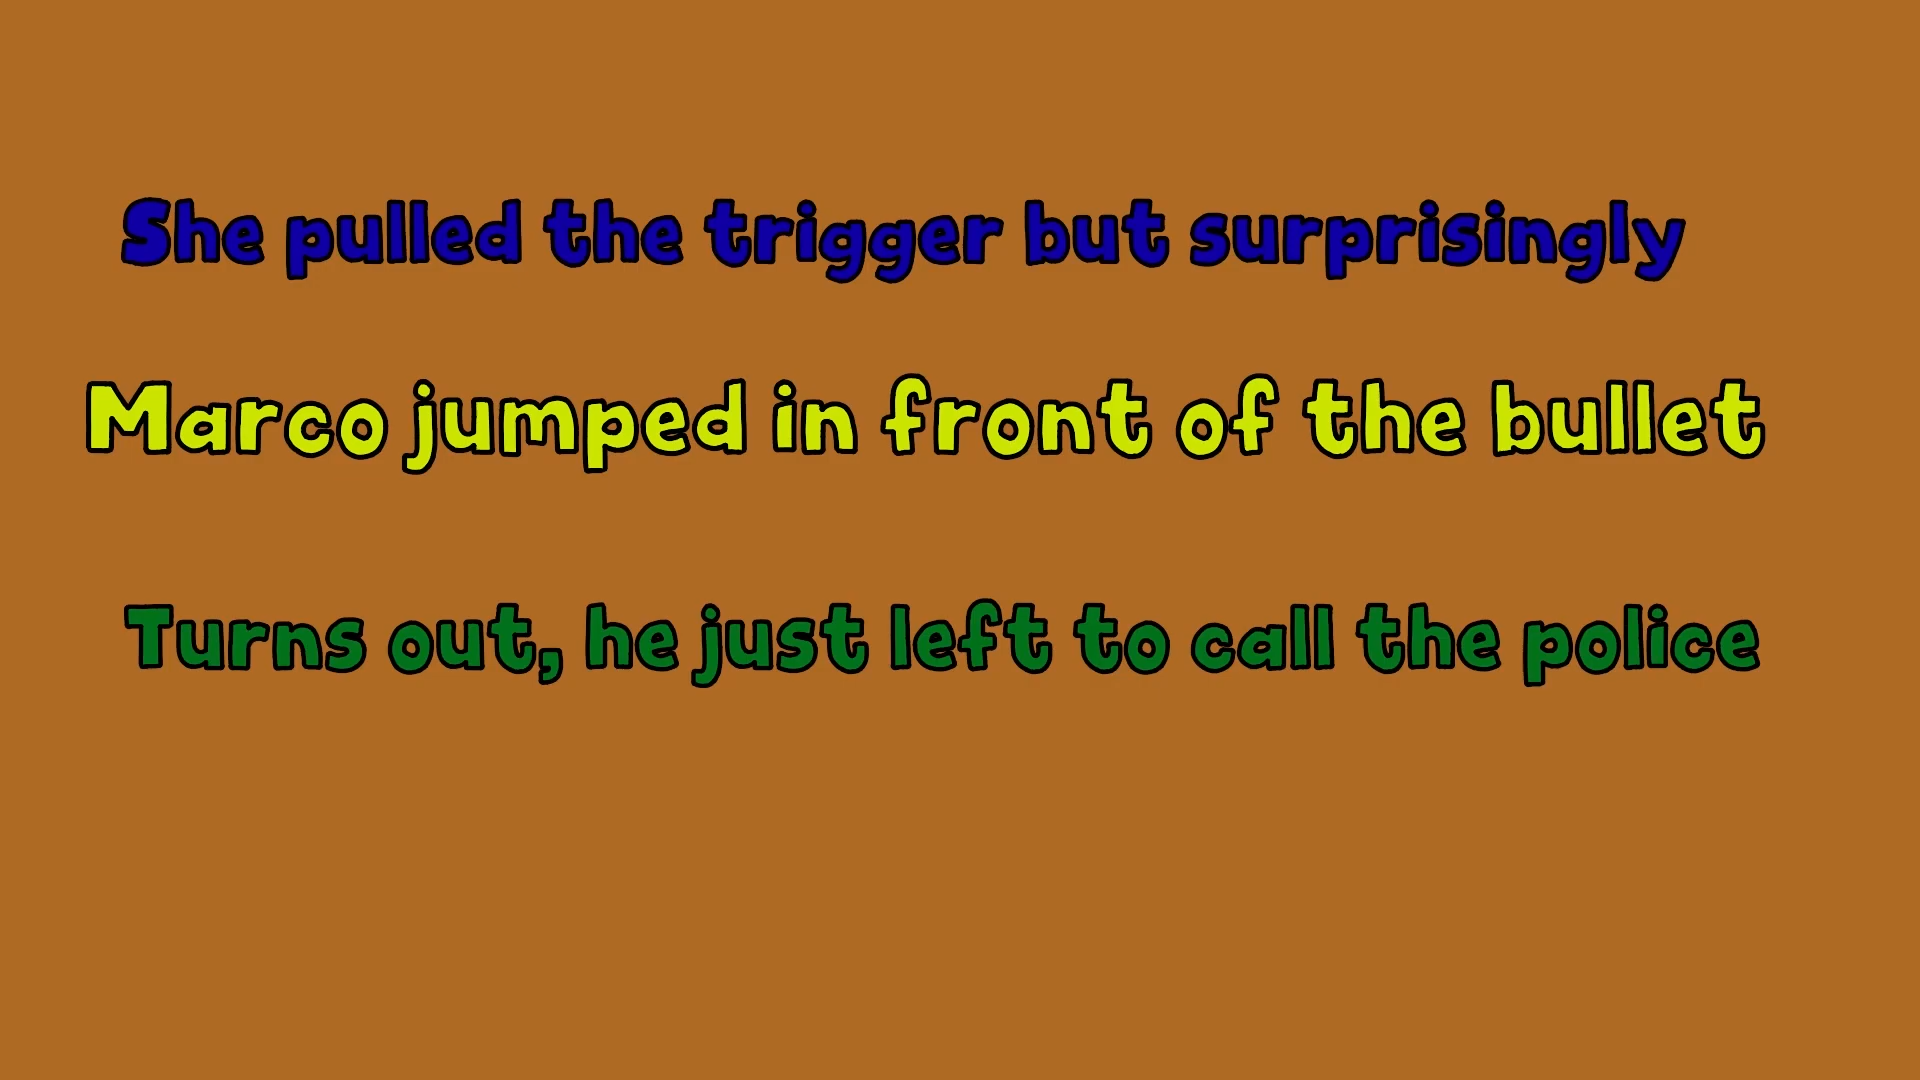 She pulled the trigger but surprisingly
Marco jumped in front of the bullet
Turns out, he just left to call the police